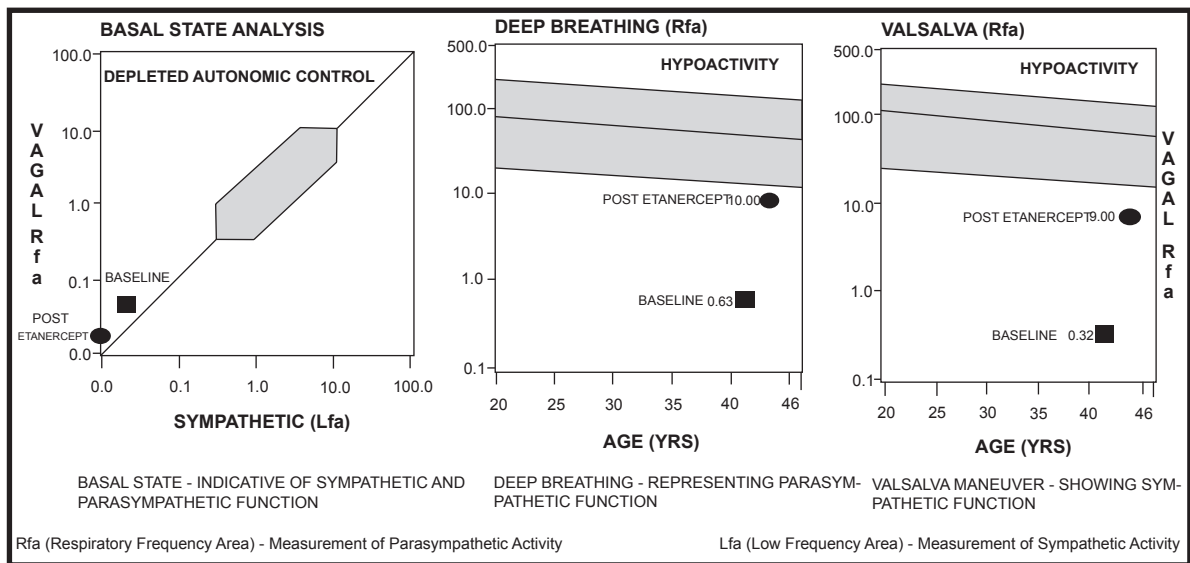 BASAL STATE ANALYSIS
DEPLETED AUTONOMIC CONTROL
100.0
10.0
1.0
0.1
0.0
VAGAL Rfa
BASELINE
POST
ETANERCEPT
0.0 0.1 1.0 10.0 100.0
SYMPATHETIC (Lfa)
DEEP BREATHING (Rfa)
500.0
HYPOACTIVITY
100.0
10.0
1.0
0.1
POST ETANERCEPT 10.00
BASELINE 0.63
20 25 30 35 40 46
AGE (YRS)
VALSALVA (Rfa)
500.0
HYPOACTIVITY
100.0
10.0
1.0
0.1
VAGAL Rfa
POST ETANERCEPT 9.00
BASELINE 0.32
20 25 30 35 40 46
AGE (YRS)
BASAL STATE - INDICATIVE OF SYMPATHETIC AND
PARASYMPATHETIC FUNCTION
DEEP BREATHING - REPRESENTING PARASYM-
PATHETIC FUNCTION
VALSALVA MANEUVER - SHOWING SYM-
PATHETIC FUNCTION
Rfa (Respiratory Frequency Area) - Measurement of Parasympathetic Activity
Lfa (Low Frequency Area) - Measurement of Sympathetic Activity